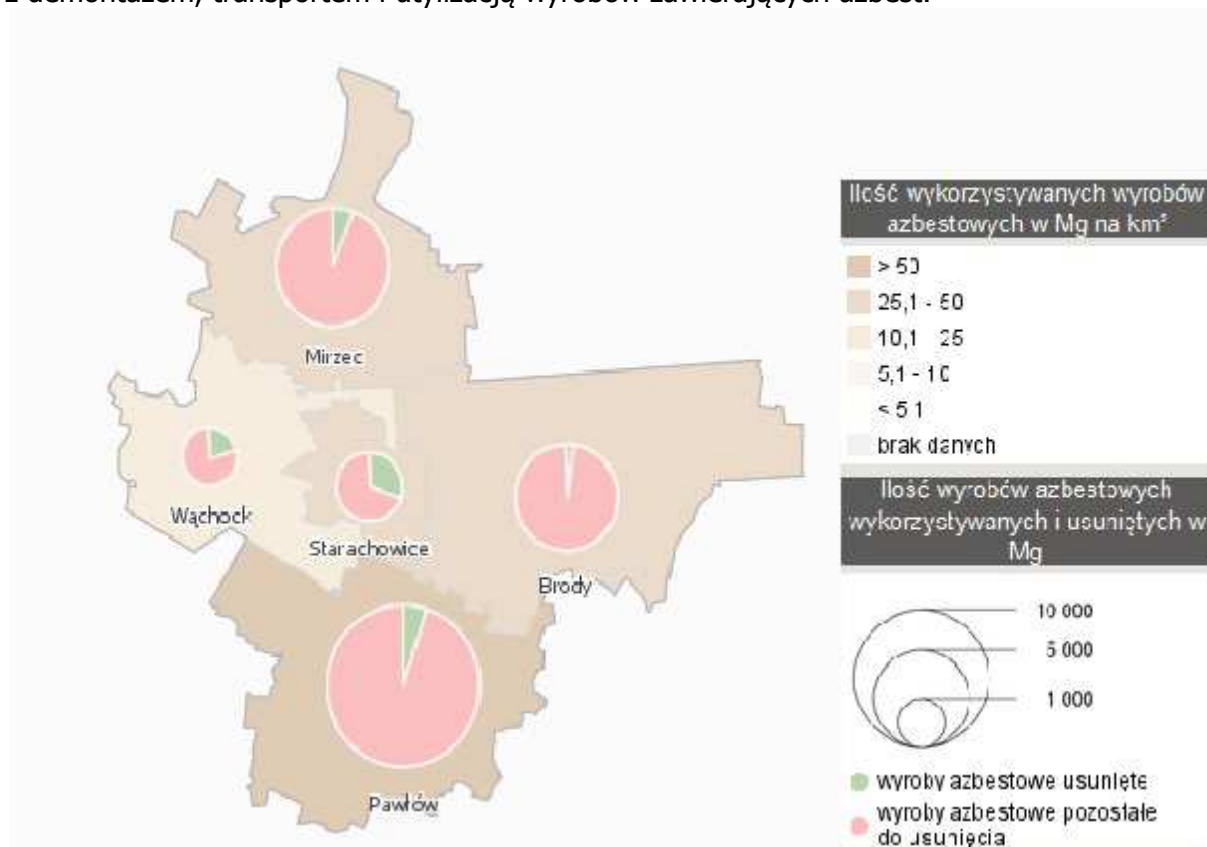 z demontażem, transportem i utylizacją wyrobów zawierających azbest.
Mirzec
Wąchock
Starachowice
Brody
Pawłów
Ilość wykorzystywanych wyrobów
azbestowych w Mg na km²
> 50
25,1 - 50
10,1 - 25
5,1 - 10
< 5,1
brak danych
Ilość wyrobów azbestowych
wykorzystywanych i usuniętych w
Mg
10 000
5 000
1 000
wyroby azbestowe usunięte
wyroby azbestowe pozostałe
do usunięcia